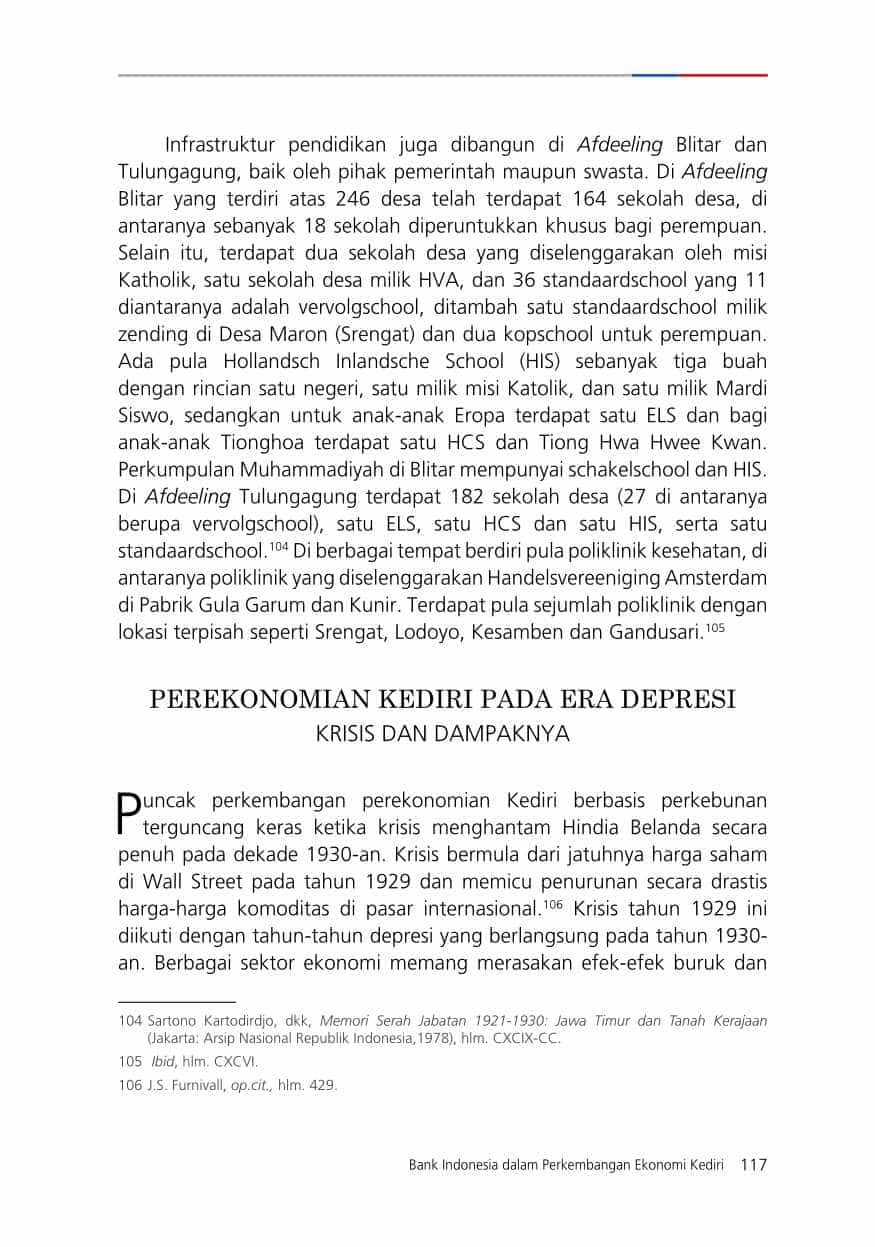 Infrastruktur pendidikan juga dibangun di Afdeeling Blitar dan
Tulungagung, baik oleh pihak pemerintah maupun swasta. Di Afdeeling
Blitar yang terdiri atas 246 desa telah terdapat 164 sekolah desa, di
antaranya sebanyak 18 sekolah diperuntukkan khusus bagi perempuan.
Selain itu, terdapat dua sekolah desa yang diselenggarakan oleh misi
Katholik, satu sekolah desa milik HVA, dan 36 standaardschool yang 11
diantaranya adalah vervolgschool, ditambah satu standaardschool milik
zending di Desa Maron (Srengat) dan dua kopschool untuk perempuan.
Ada pula Hollandsch Inlandsche School (HIS) sebanyak tiga buah
dengan rincian satu negeri, satu milik misi Katolik, dan satu milik Mardi
Siswo, sedangkan untuk anak-anak Eropa terdapat satu ELS dan bagi
anak-anak Tionghoa terdapat satu HCS dan Tiong Hwa Hwee Kwan.
Perkumpulan Muhammadiyah di Blitar mempunyai schakelschool dan HIS.
Di Afdeeling Tulungagung terdapat 182 sekolah desa (27 di antaranya
berupa vervolgschool), satu ELS, satu HCS dan satu HIS, serta satu
standaardschool.104 Di berbagai tempat berdiri pula poliklinik kesehatan, di
antaranya poliklinik yang diselenggarakan Handelsvereeniging Amsterdam
di Pabrik Gula Garum dan Kunir. Terdapat pula sejumlah poliklinik dengan
lokasi terpisah seperti Srengat, Lodoyo, Kesamben dan Gandusari.105
PEREKONOMIAN KEDIRI PADA ERA DEPRESI
KRISIS DAN DAMPAKNYA
Puncak perkembangan perekonomian Kediri berbasis perkebunan
terguncang keras ketika krisis menghantam Hindia Belanda secara
penuh pada dekade 1930-an. Krisis bermula dari jatuhnya harga saham
di Wall Street pada tahun 1929 dan memicu penurunan secara drastis
harga-harga komoditas di pasar internasional.106 Krisis tahun 1929 ini
diikuti dengan tahun-tahun depresi yang berlangsung pada tahun 1930-
an. Berbagai sektor ekonomi memang merasakan efek-efek buruk dan
104 Sartono Kartodirdjo, dkk, Memori Serah Jabatan 1921-1930: Jawa Timur dan Tanah Kerajaan
(Jakarta: Arsip Nasional Republik Indonesia,1978), hlm. CXCIX-CC.
105 Ibid, hlm. CXCVI.
106 J.S. Furnivall, op.cit., hlm. 429.
Bank Indonesia dalam Perkembangan Ekonomi Kediri 117